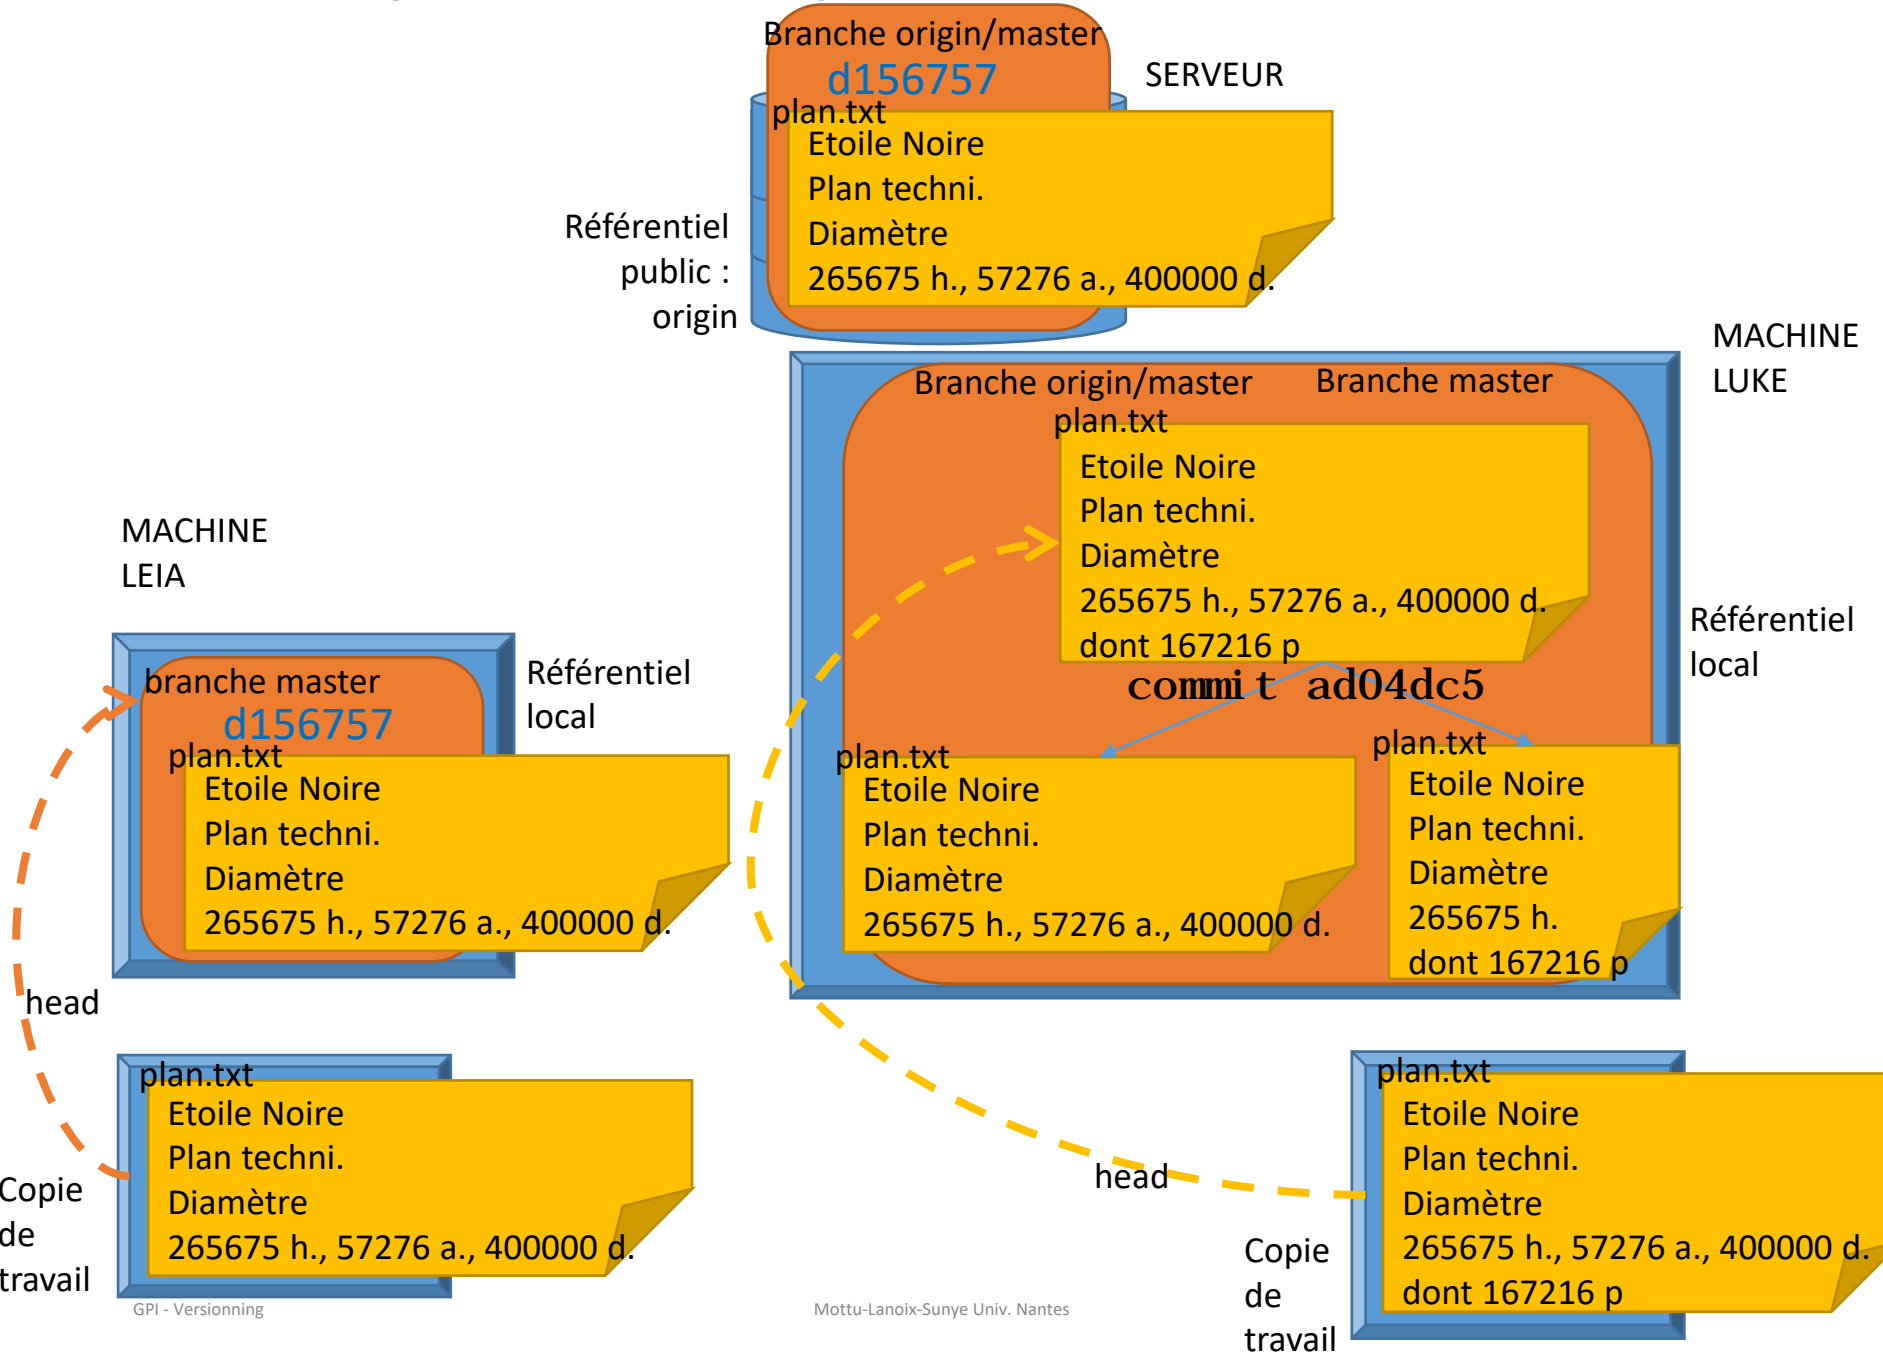 Branche origin/master
d156757
SERVEUR
plan.txt
Etoile Noire
Plan techni.
Diamètre
265675 h., 57276 a., 400000 d.
Référentiel
public :
origin
MACHINE
LUKE
Branche origin/master
Branche master
plan.txt
Etoile Noire
Plan techni.
Diamètre
265675 h., 57276 a., 400000 d.
dont 167216 p
commit ad04dc5
Référentiel
local
plan.txt
Etoile Noire
Plan techni.
Diamètre
265675 h., 57276 a., 400000 d.
plan.txt
Etoile Noire
Plan techni.
Diamètre
265675 h.
dont 167216 p
MACHINE
LEIA
branche master
d156757
Référentiel
local
plan.txt
Etoile Noire
Plan techni.
Diamètre
265675 h., 57276 a., 400000 d.
head
plan.txt
Etoile Noire
Plan techni.
Diamètre
265675 h., 57276 a., 400000 d.
Copie
de
travail
head
plan.txt
Etoile Noire
Plan techni.
Diamètre
265675 h., 57276 a., 400000 d.
dont 167216 p
Copie
de
travail
GPI - Versionning
Mottu-Lanoix-Sunye Univ. Nantes